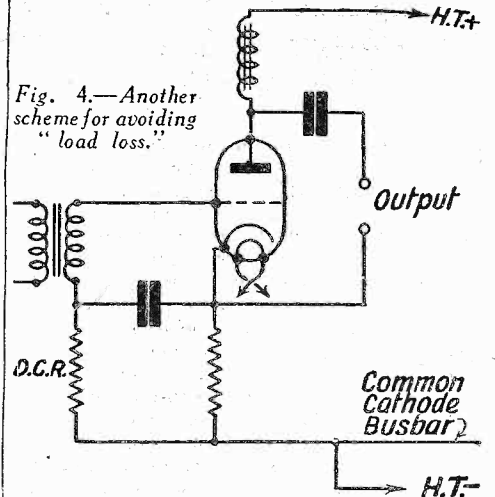 H.T.+
Fig. 4.—Another
scheme for avoiding
"load loss."
Output
D.C.R.
Common
Cathode
Busbar
H.T.-